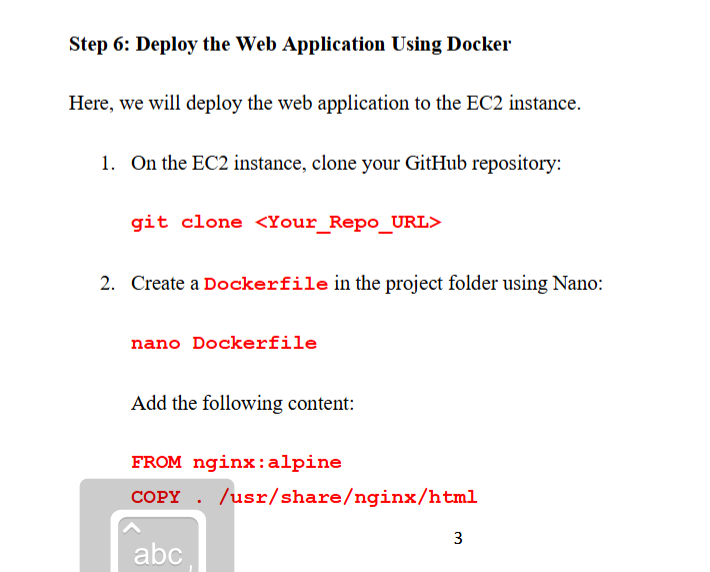 Step 6: Deploy the Web Application Using Docker
Here, we will deploy the web application to the EC2 instance.
1. On the EC2 instance, clone your GitHub repository:
git clone <Your_Repo_URL>
2. Create a Dockerfile in the project folder using Nano:
nano Dockerfile
Add the following content:
FROM nginx:alpine
COPY . /usr/share/nginx/html
3
abc